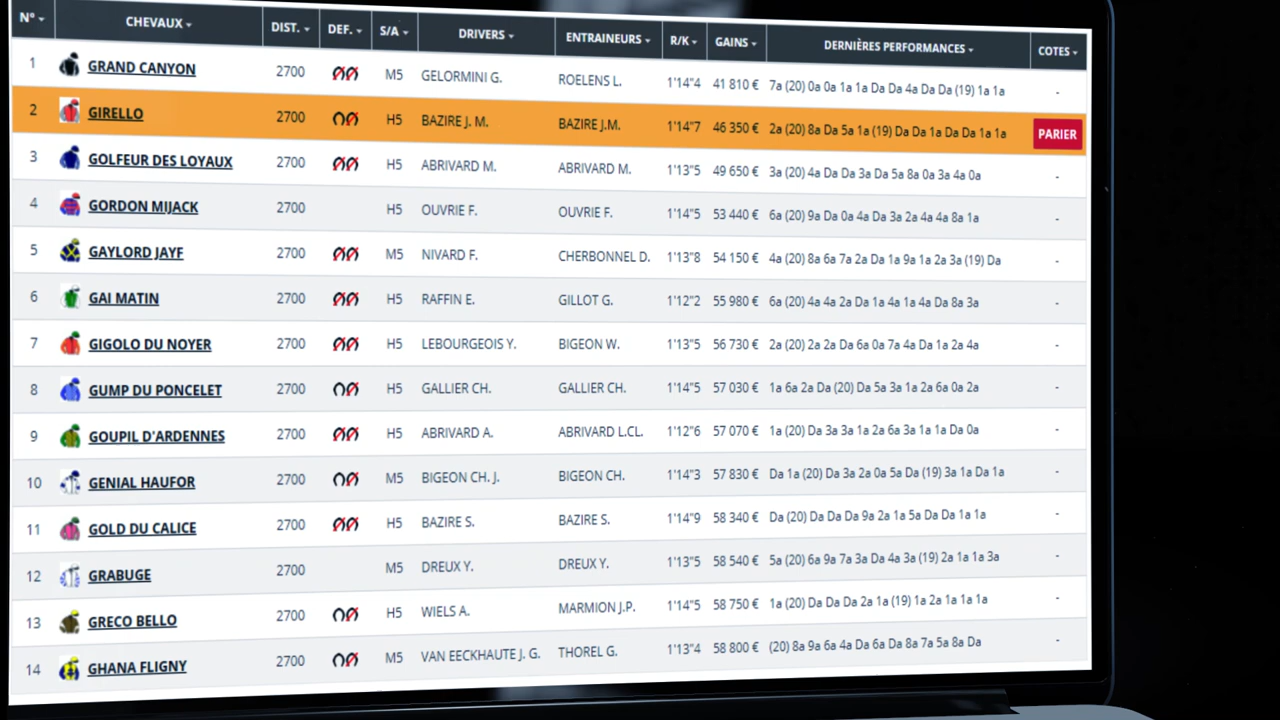 N° CHEVAUX DIST. DEF. S/A DRIVERS ENTRAINEURS R/K GAINS DERNIÈRES PERFORMANCES COTES
1 GRAND CANYON 2700 M5 GELORMINI G. ROELENS L. 1'14"4 41 810 € 7a (20) 0a 0a 1a 1a Da Da 4a Da Da (19) 1a 1a -
2 GIRELLO 2700 H5 BAZIRE J. M. BAZIRE J.M. 1'14"7 46 350 € 2a (20) 8a Da 5a 1a (19) Da Da 1a Da Da 1a 1a PARIER
3 GOLFEUR DES LOYAUX 2700 H5 ABRIVARD M. ABRIVARD M. 1'13"5 49 650 € 3a (20) 4a Da Da 3a Da 5a 8a 0a 3a 4a 0a -
4 GORDON MIJACK 2700 H5 OUVRIE F. OUVRIE F. 1'14"5 53 440 € 6a (20) 9a Da 0a 4a Da 3a 2a 4a 4a 8a 1a -
5 GAYLORD JAYF 2700 M5 NIVARD F. CHERBONNEL D. 1'13"8 54 150 € 4a (20) 8a 6a 7a 2a Da 1a 9a 1a 2a 3a (19) Da -
6 GAI MATIN 2700 H5 RAFFIN E. GILLOT G. 1'12"2 55 980 € 6a (20) 4a 4a 2a Da 1a 4a 1a 4a Da 8a 3a -
7 GIGOLO DU NOYER 2700 H5 LEBOURGEOIS Y. BIGEON W. 1'13"5 56 730 € 2a (20) 2a 2a Da 6a 0a 7a 4a Da 1a 2a 4a -
8 GUMP DU PONCELET 2700 H5 GALLIER CH. GALLIER CH. 1'14"5 57 030 € 1a 6a 2a Da (20) Da 5a 3a 1a 2a 6a 0a 2a -
9 GOUPIL D'ARDENNES 2700 H5 ABRIVARD A. ABRIVARD L.CL. 1'12"6 57 070 € 1a (20) Da 3a 3a 1a 2a 6a 3a 1a 1a Da 0a -
10 GENIAL HAUFOR 2700 M5 BIGEON CH. J. BIGEON CH. 1'14"3 57 830 € Da 1a (20) Da 3a 2a 0a 5a Da (19) 3a 1a Da 1a -
11 GOLD DU CALICE 2700 H5 BAZIRE S. BAZIRE S. 1'14"9 58 340 € Da (20) Da Da Da 9a 2a 1a 5a Da Da 1a 1a -
12 GRABUGE 2700 M5 DREUX Y. DREUX Y. 1'13"5 58 540 € 5a (20) 6a 9a 7a 3a Da 4a 3a (19) 2a 1a 1a 3a -
13 GRECO BELLO 2700 H5 WIELS A. MARMION J.P. 1'14"5 58 750 € 1a (20) Da Da Da 2a 1a (19) 1a 2a 1a 1a 1a -
14 GHANA FLIGNY 2700 M5 VAN EECKHAUTE J. G. THOREL G. 1'13"4 58 800 € (20) 8a 9a 6a 4a Da 6a Da 8a 7a 5a 8a Da -